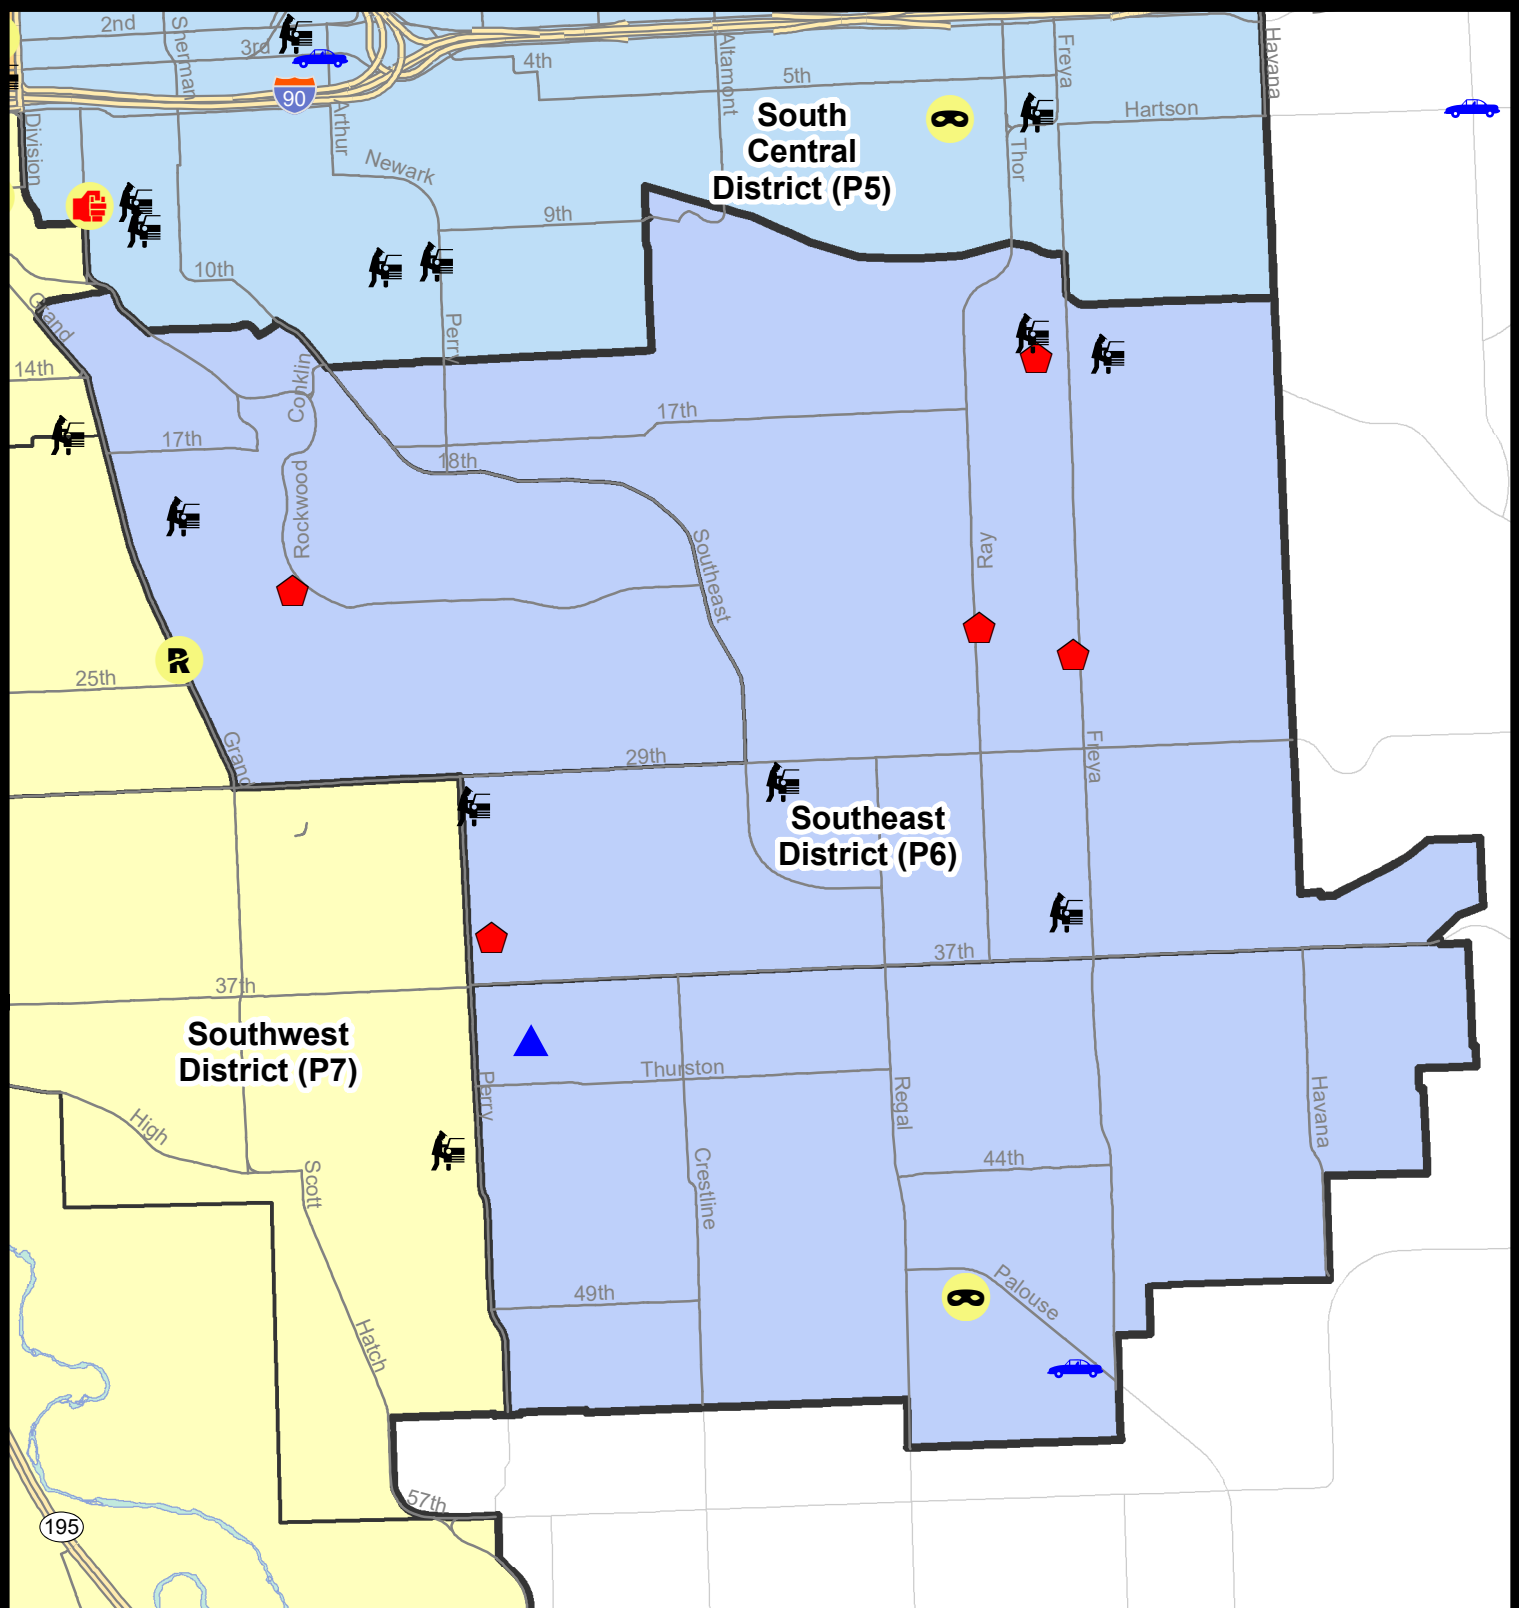 2nd
Sherman
3rd
4th
Altamont
5th
Freya
Havana
90
Division
Arthur
South
Central
District (P5)
Hartson
Thor
Newark
9th
10th
Grand
Perry
14th
Conklin
17th
17th
18th
Rockwood
Southeast
Ray
R
25th
Grand
29th
Freya
Southeast
District (P6)
37th
37th
Southwest
District (P7)
Thurston
Perry
Regal
Havana
High
Scott
Crestline
44th
49th
Palouse
Hatch
57th
195